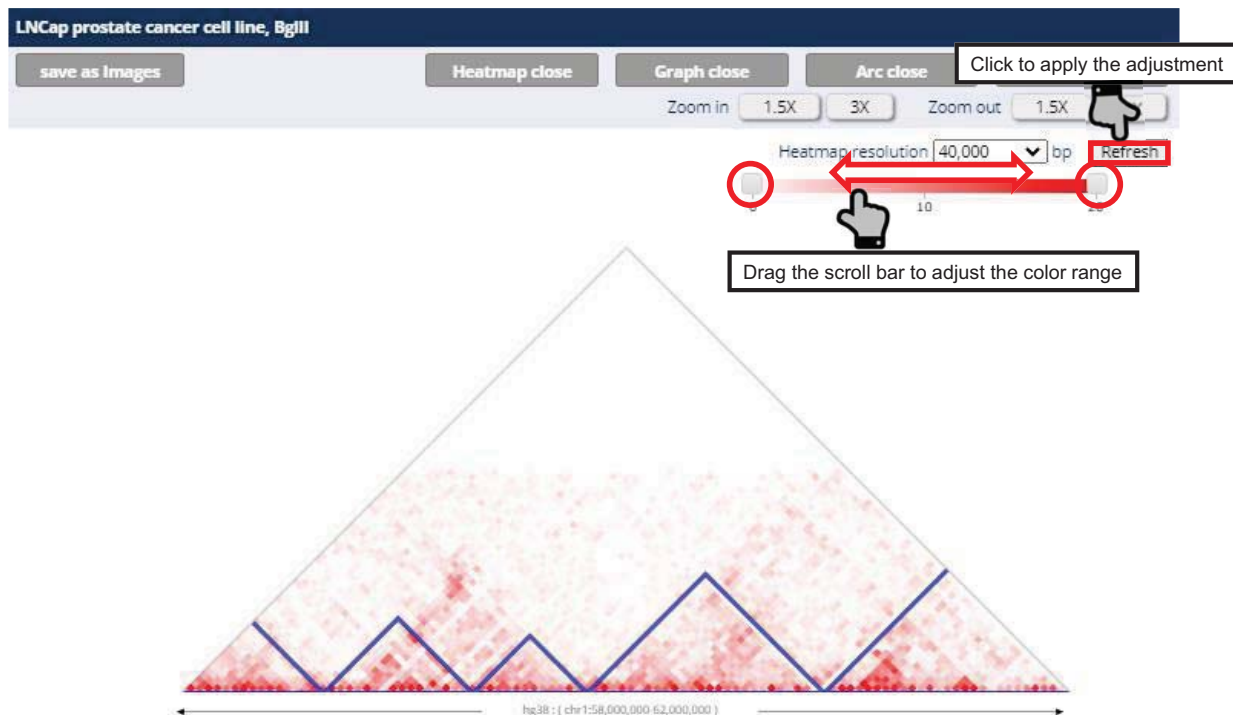 LNCap prostate cancer cell line, BglII
save as Images
Heatmap close
Graph close
Arc close
Click to apply the adjustment
Zoom in 1.5X 3X Zoom out 1.5X
Heatmap resolution 40,000 bp Refresh
10
Drag the scroll bar to adjust the color range
hg38 : ( chr1:58,000,000-62,000,000 )